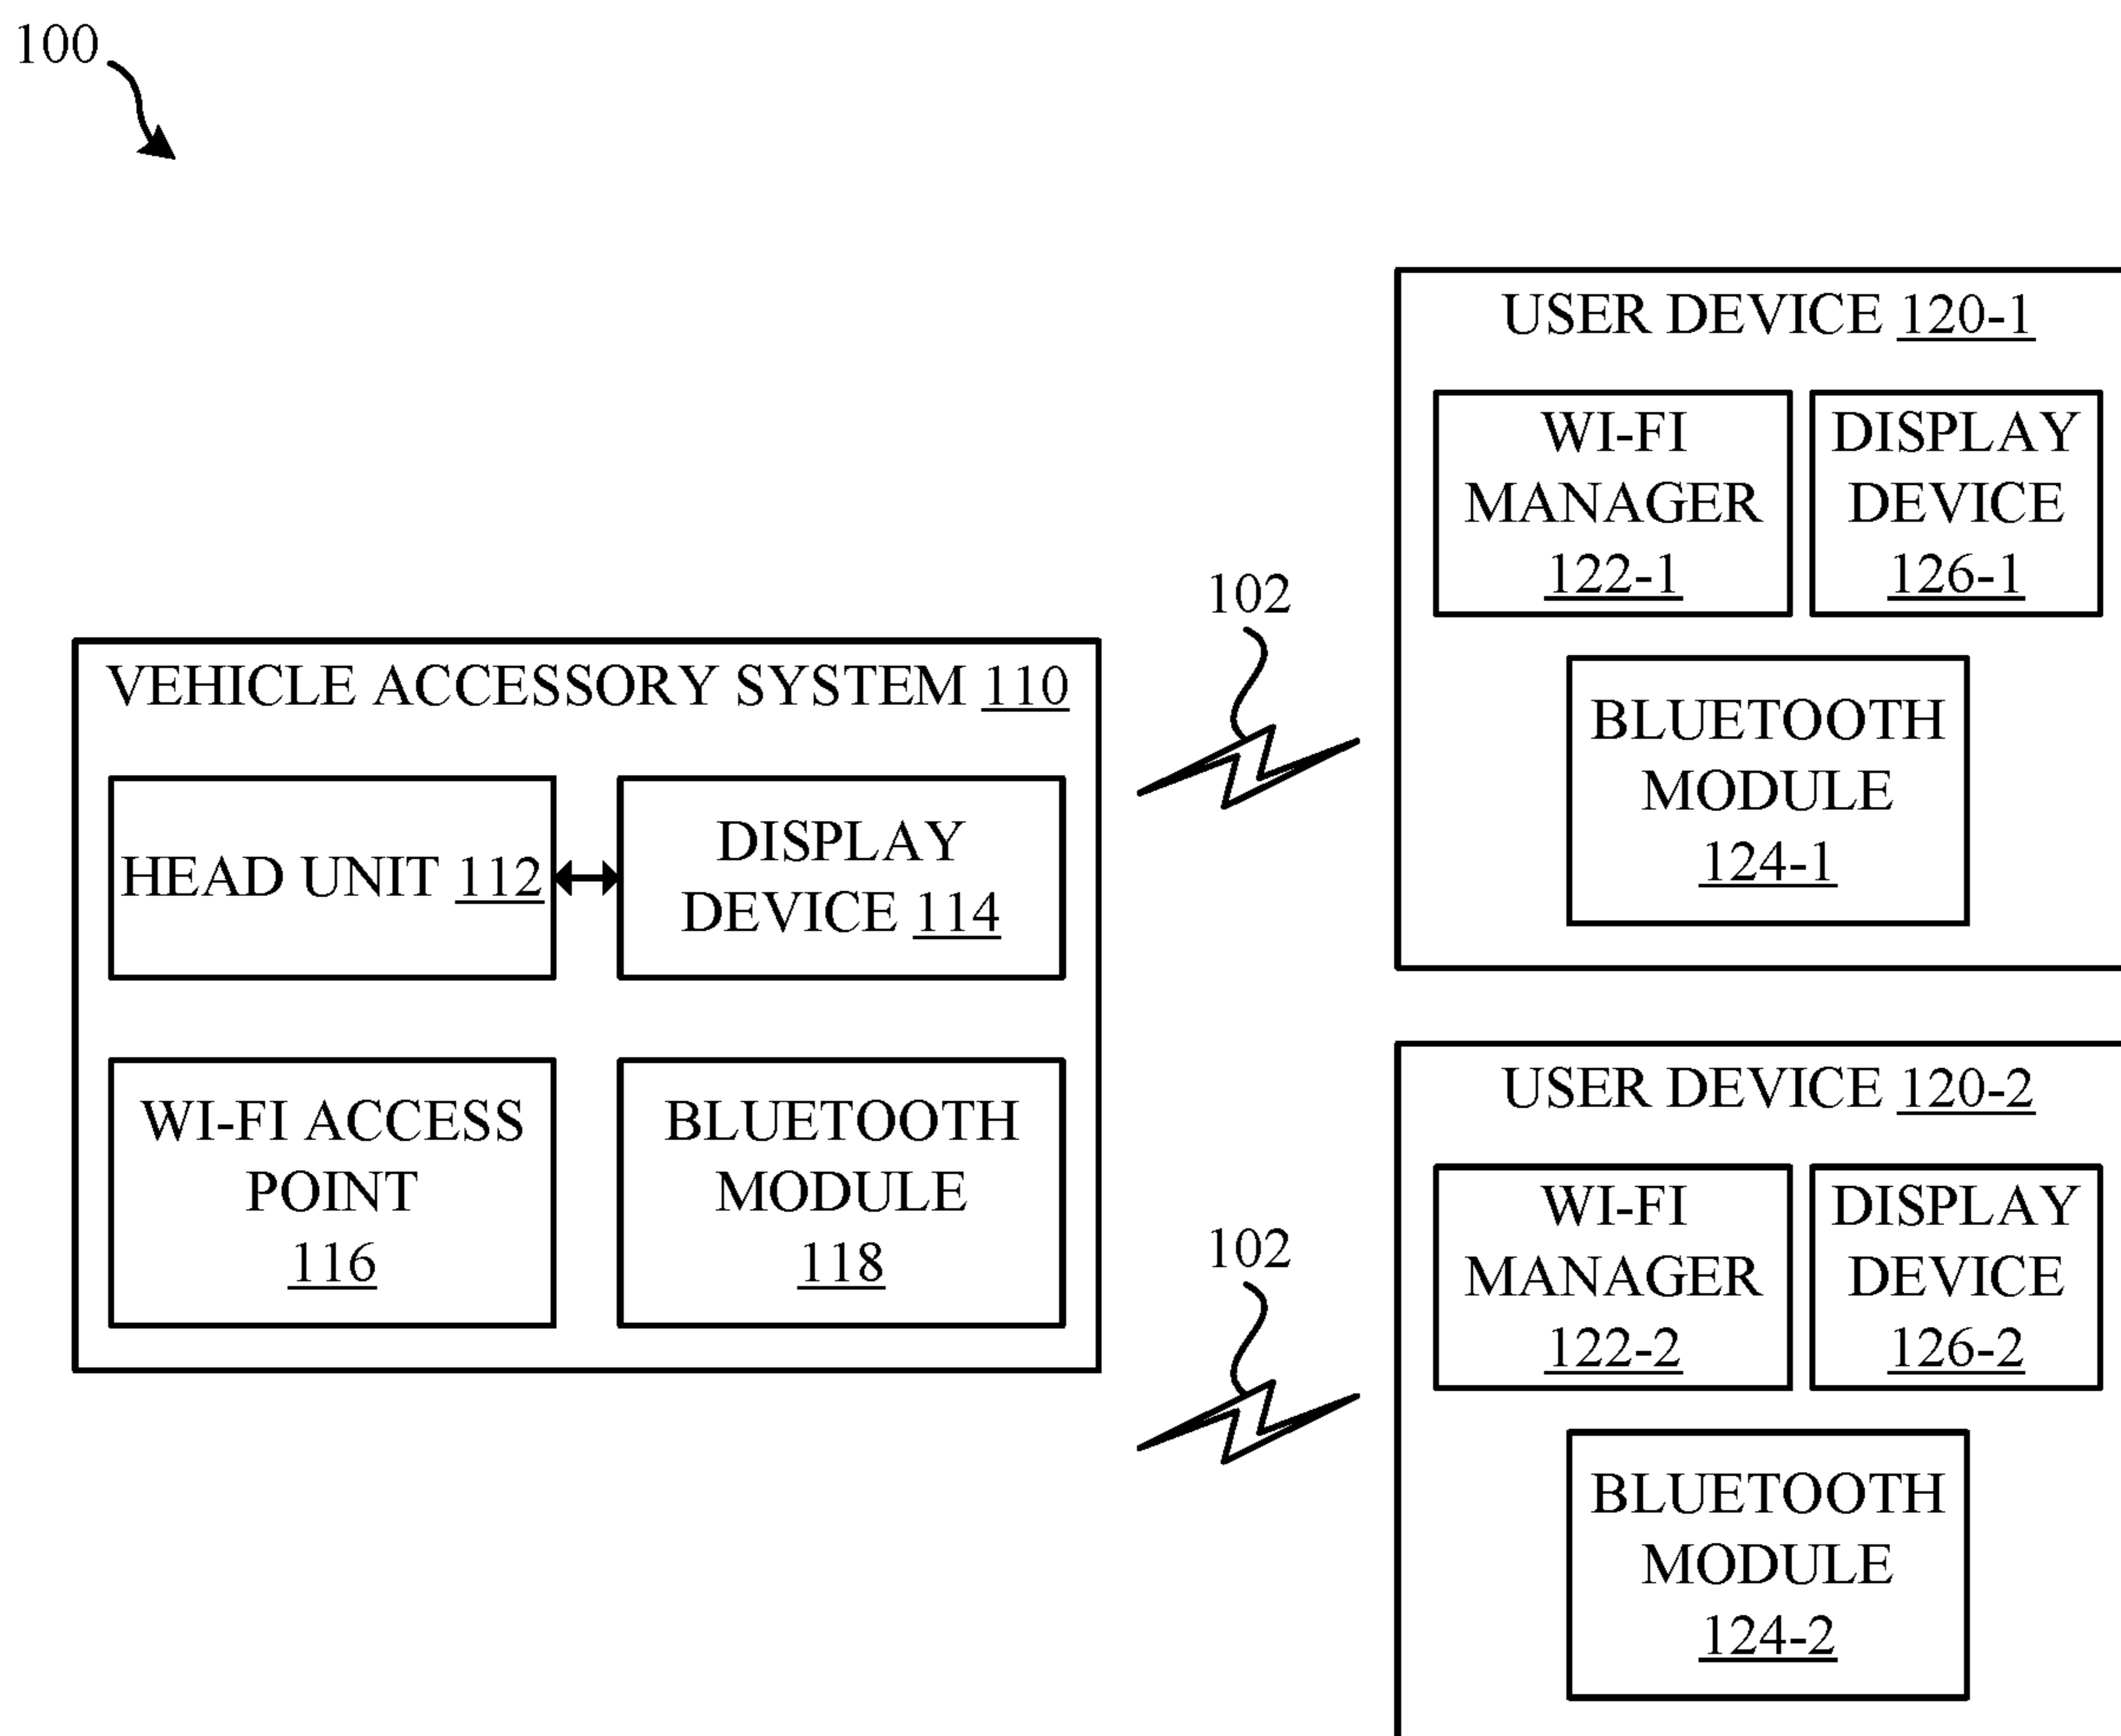 100
VEHICLE ACCESSORY SYSTEM 110
HEAD UNIT 112
DISPLAY
DEVICE 114
WI-FI ACCESS
POINT
116
BLUETOOTH
MODULE
118
102
102
USER DEVICE 120-1
WI-FI
MANAGER
122-1
DISPLAY
DEVICE
126-1
BLUETOOTH
MODULE
124-1
USER DEVICE 120-2
WI-FI
MANAGER
122-2
DISPLAY
DEVICE
126-2
BLUETOOTH
MODULE
124-2